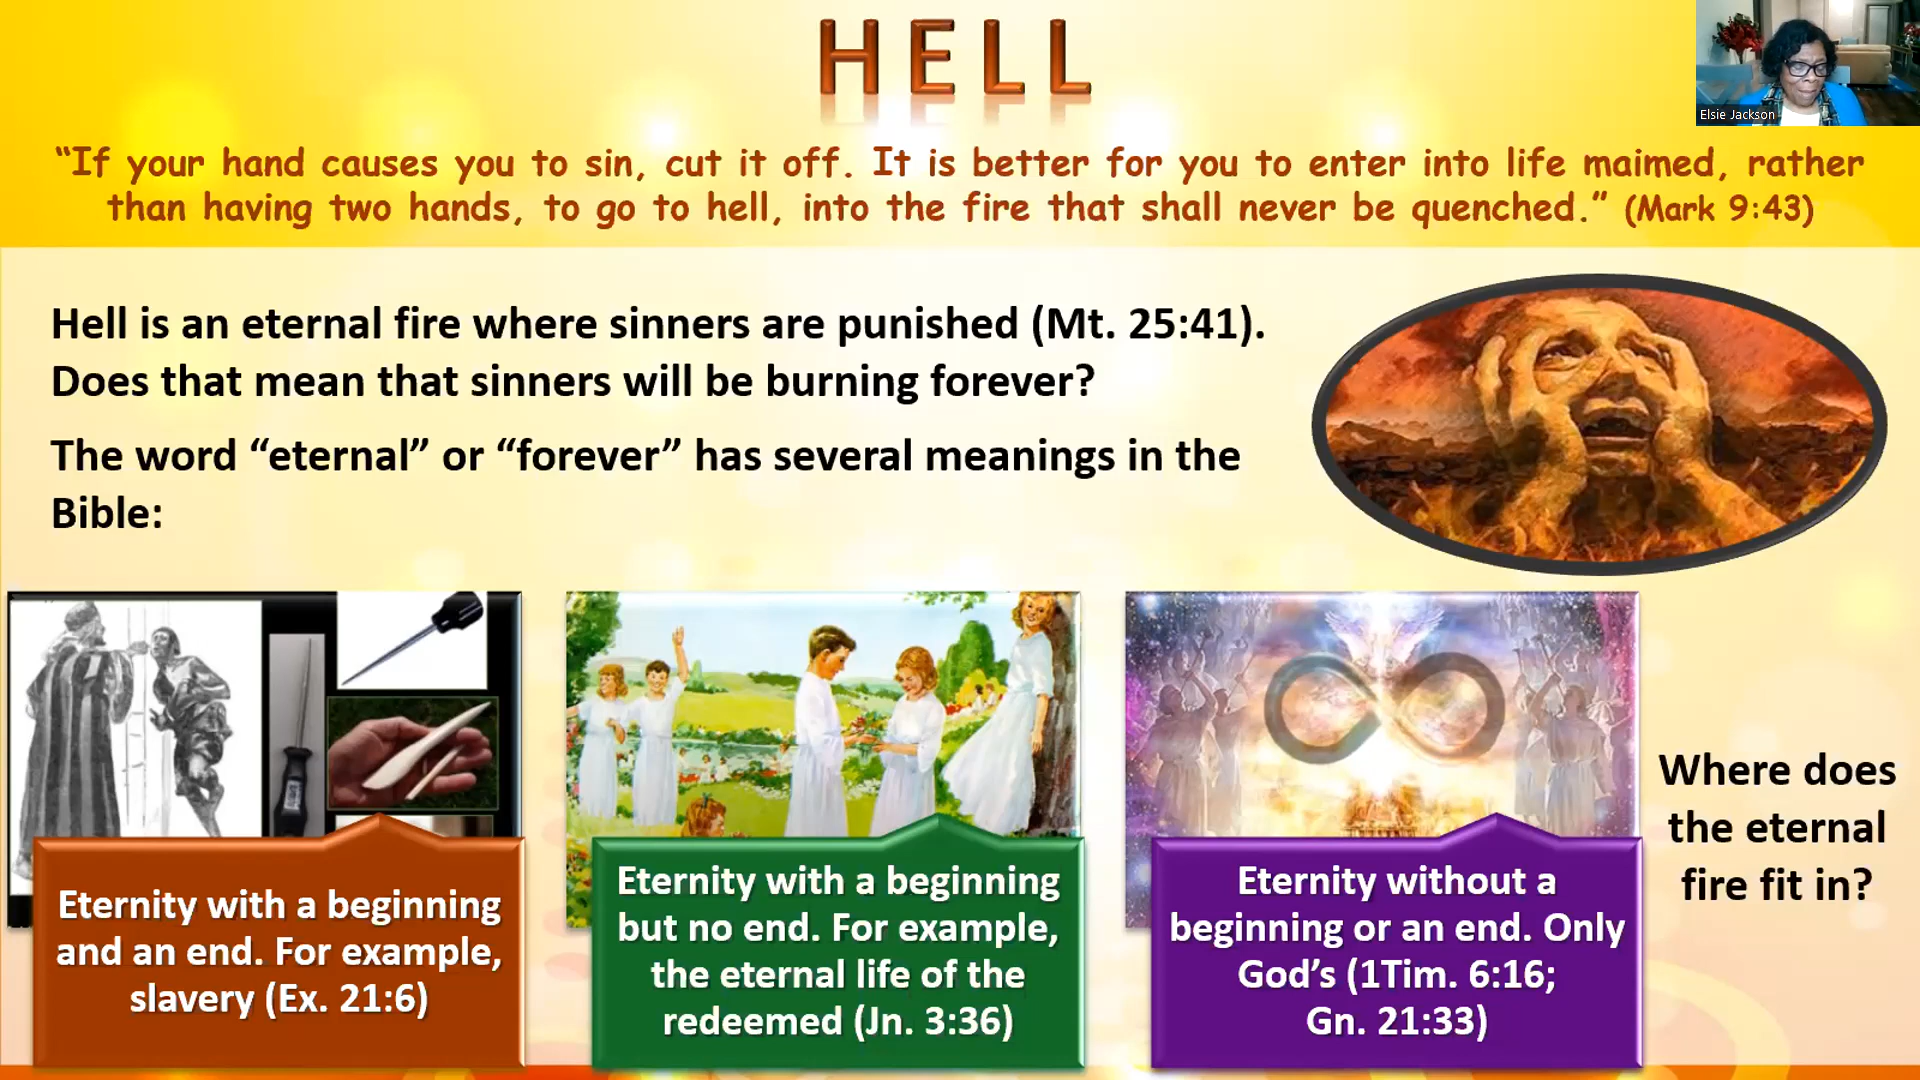 HELL
Elsie Jackson
“If your hand causes you to sin, cut it off. It is better for you to enter into life maimed, rather
than having two hands, to go to hell, into the fire that shall never be quenched.” (Mark 9:43)
Hell is an eternal fire where sinners are punished (Mt. 25:41).
Does that mean that sinners will be burning forever?
The word “eternal” or “forever” has several meanings in the
Bible:
Eternity with a beginning
and an end. For example,
slavery (Ex. 21:6)
Eternity with a beginning
but no end. For example,
the eternal life of the
redeemed (Jn. 3:36)
Eternity without a
beginning or an end. Only
God’s (1Tim. 6:16;
Gn. 21:33)
Where does
the eternal
fire fit in?